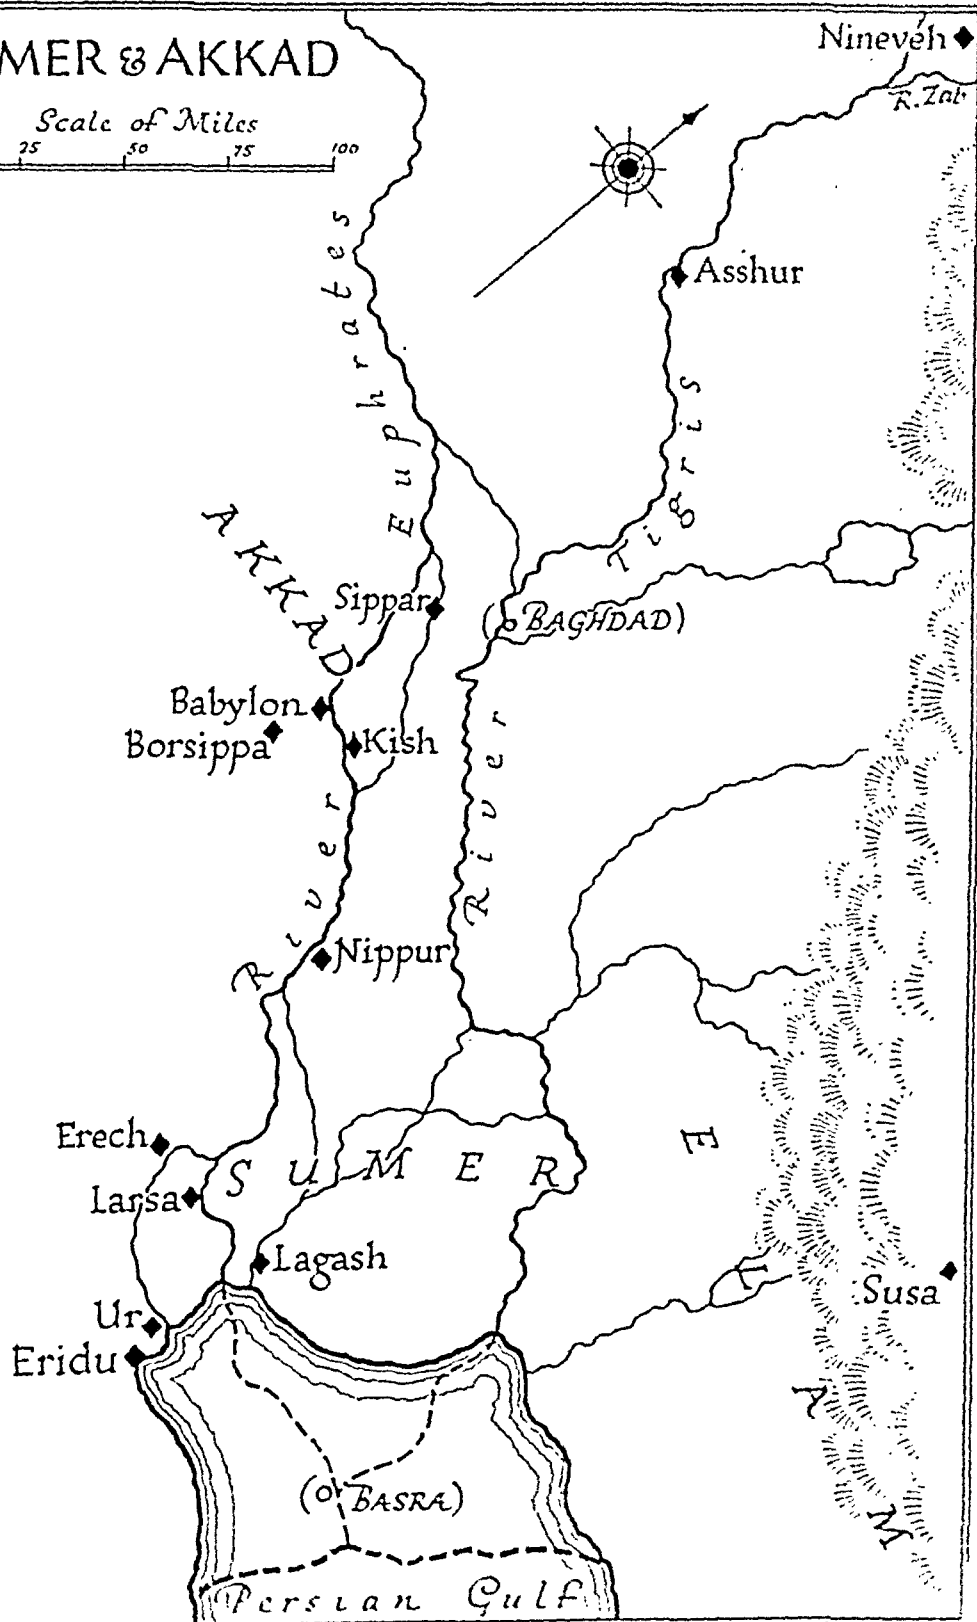 MER & AKKAD
Scale of Miles
25 50 75 100
Nineveh
R. Zab
Asshur
River Euphrates
River Tigris
AKKAD
Sippar
(BAGHDAD)
Babylon
Borsippa
Kish
Nippur
Erech
SUMER
Larsa
Lagash
ELAM
Susa
Ur
Eridu
(BASRA)
Persian Gulf